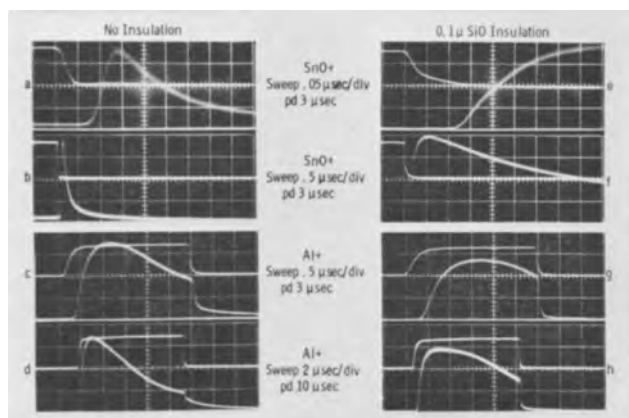 No Insulation
0.1μ SiO Insulation
a
SnO+
Sweep .05 μsec/div
pd 3 μsec
e
b
SnO+
Sweep .5 μsec/div
pd 3 μsec
f
c
Al+
Sweep .5 μsec/div
pd 3 μsec
g
d
Al+
Sweep 2 μsec/div
pd 10 μsec
h